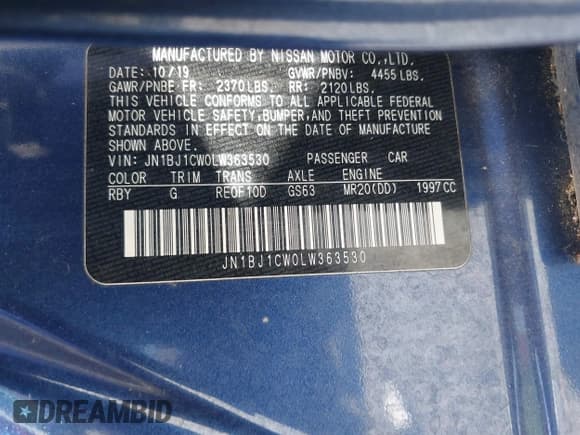 MANUFACTURED BY NISSAN MOTOR CO.,LTD.
DATE: 10/19 GVWR/PNBV: 4455 LBS.
GAWR/PNBE FR: 2370 LBS. RR: 2120 LBS.
THIS VEHICLE CONFORMS TO ALL APPLICABLE FEDERAL
MOTOR VEHICLE SAFETY, BUMPER, AND THEFT PREVENTION
STANDARDS IN EFFECT ON THE DATE OF MANUFACTURE
SHOWN ABOVE.
VIN: JN1BJ1CW0LW363530 PASSENGER CAR
COLOR TRIM TRANS AXLE ENGINE
RBY G RE0F10D GS63 MR20(DD) 1997CC
JN1BJ1CW0LW363530
DREAMBID